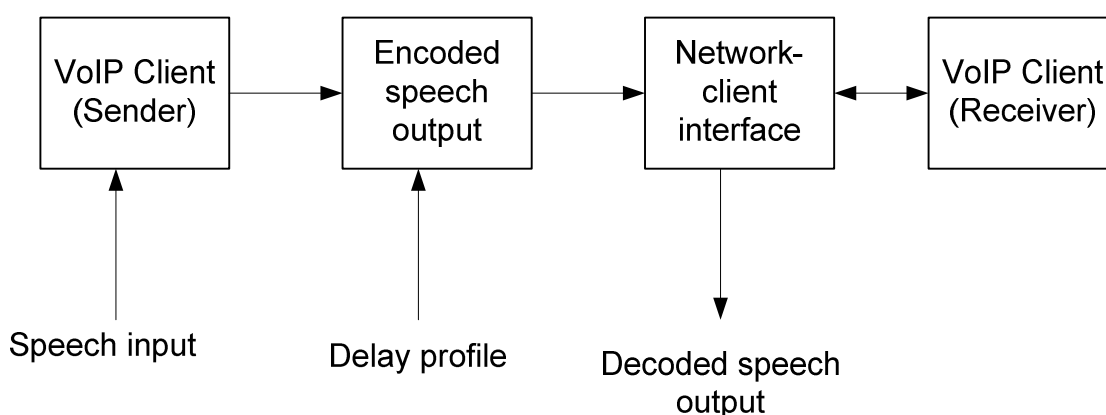 VoIP Client
(Sender)
Encoded
speech
output
Network-
client
interface
VoIP Client
(Receiver)
Speech input
Delay profile
Decoded speech
output